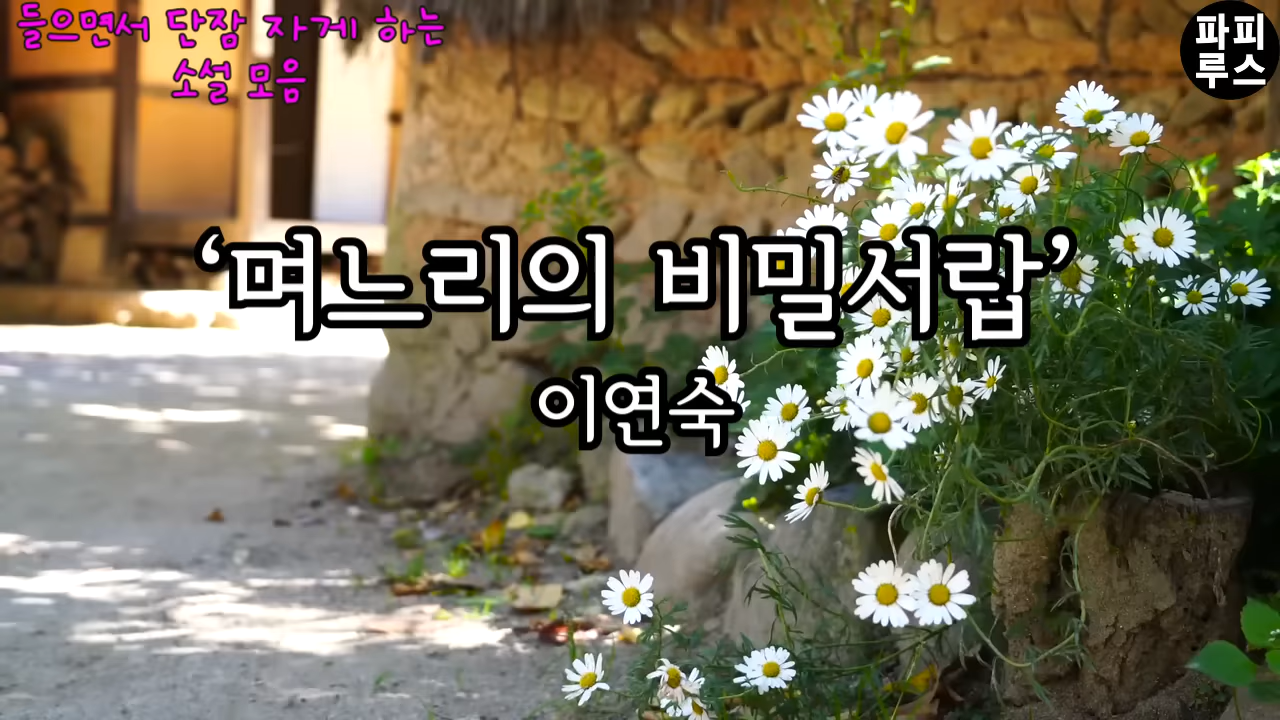 들으면서 단잠 자게 하는
소설 모음
파피
루스
‘며느리의 비밀서랍’
이연숙